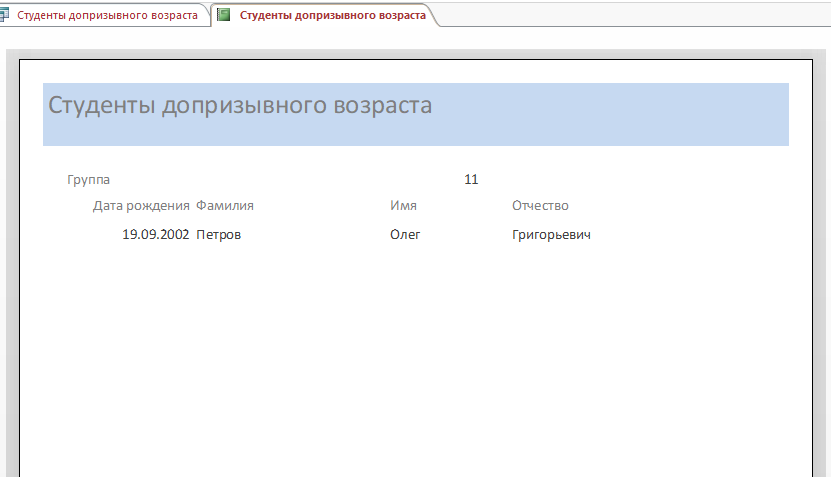 Студенты допризывного возраста Студенты допризывного возраста
Студенты допризывного возраста
Группа 11
Дата рождения Фамилия Имя Отчество
19.09.2002 Петров Олег Григорьевич